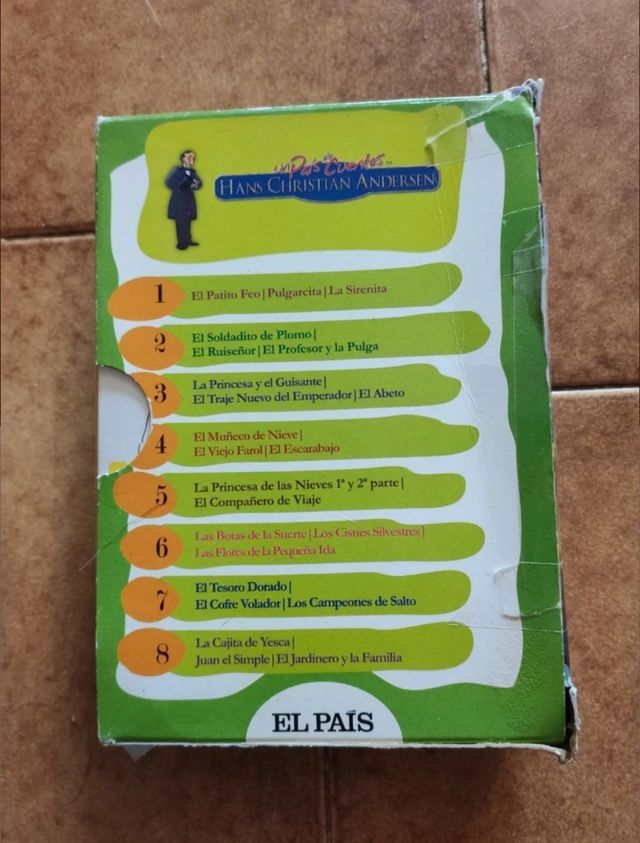 un País de Cuentos
HANS CHRISTIAN ANDERSEN
1
El Patito Feo | Pulgarcita | La Sirenita
2
El Soldadito de Plomo |
El Ruiseñor | El Profesor y la Pulga
3
La Princesa y el Guisante |
El Traje Nuevo del Emperador | El Abeto
4
El Muñeco de Nieve |
El Viejo Farol | El Escarabajo
5
La Princesa de las Nieves 1ª y 2ª parte |
El Compañero de Viaje
6
Las Botas de la Suerte | Los Cisnes Silvestres |
Las Flores de la Pequeña Ida
7
El Tesoro Dorado |
El Cofre Volador | Los Campeones de Salto
8
La Cajita de Yesca |
Juan el Simple | El Jardinero y la Familia
EL PAÍS